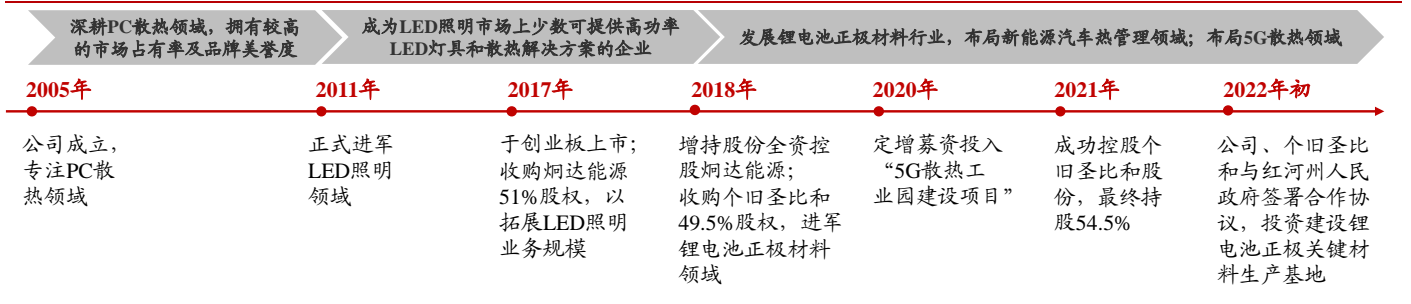 深耕PC散热领域，拥有较高
的市场占有率及品牌美誉度
成为LED照明市场上少数可提供高功率
LED灯具和散热解决方案的企业
发展锂电池正极材料行业，布局新能源汽车热管理领域；布局5G散热领域
2005年
2011年
2017年
2018年
2020年
2021年
2022年初
公司成立，
专注PC散
热领域
正式进军
LED照明
领域
于创业板上市；
收购炯达能源
51%股权，以
拓展LED照明
业务规模
增持股份全资控
股炯达能源；
收购个旧圣比和
49.5%股权，进军
锂电池正极材料
领域
定增募资投入
“5G散热工
业园建设项目”
成功控股个
旧圣比和股
份，最终持
股54.5%
公司、个旧圣比
和与红河州人民
政府签署合作协
议，投资建设锂
电池正极关键材
料生产基地